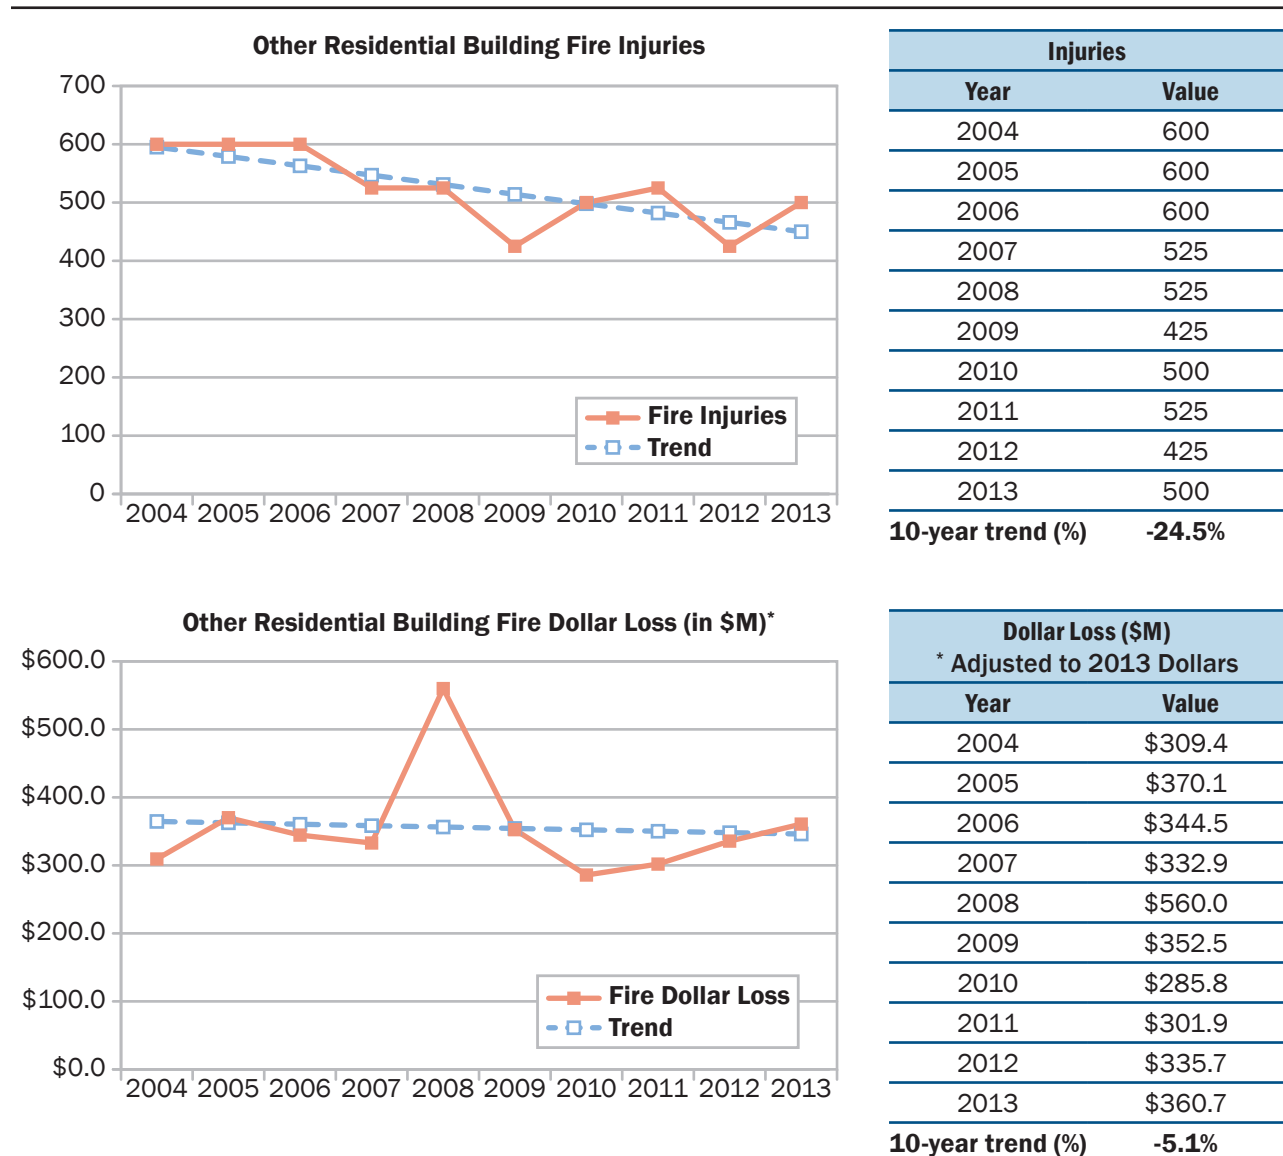 Other Residential Building Fire Injuries
700
600
500
400
300
200
100
0
2004 2005 2006 2007 2008 2009 2010 2011 2012 2013
Fire Injuries
Trend
Injuries
Year Value
2004 600
2005 600
2006 600
2007 525
2008 525
2009 425
2010 500
2011 525
2012 425
2013 500
10-year trend (%) -24.5%
Other Residential Building Fire Dollar Loss (in $M)*
$600.0
$500.0
$400.0
$300.0
$200.0
$100.0
$0.0
2004 2005 2006 2007 2008 2009 2010 2011 2012 2013
Fire Dollar Loss
Trend
Dollar Loss ($M)
* Adjusted to 2013 Dollars
Year Value
2004 $309.4
2005 $370.1
2006 $344.5
2007 $332.9
2008 $560.0
2009 $352.5
2010 $285.8
2011 $301.9
2012 $335.7
2013 $360.7
10-year trend (%) -5.1%